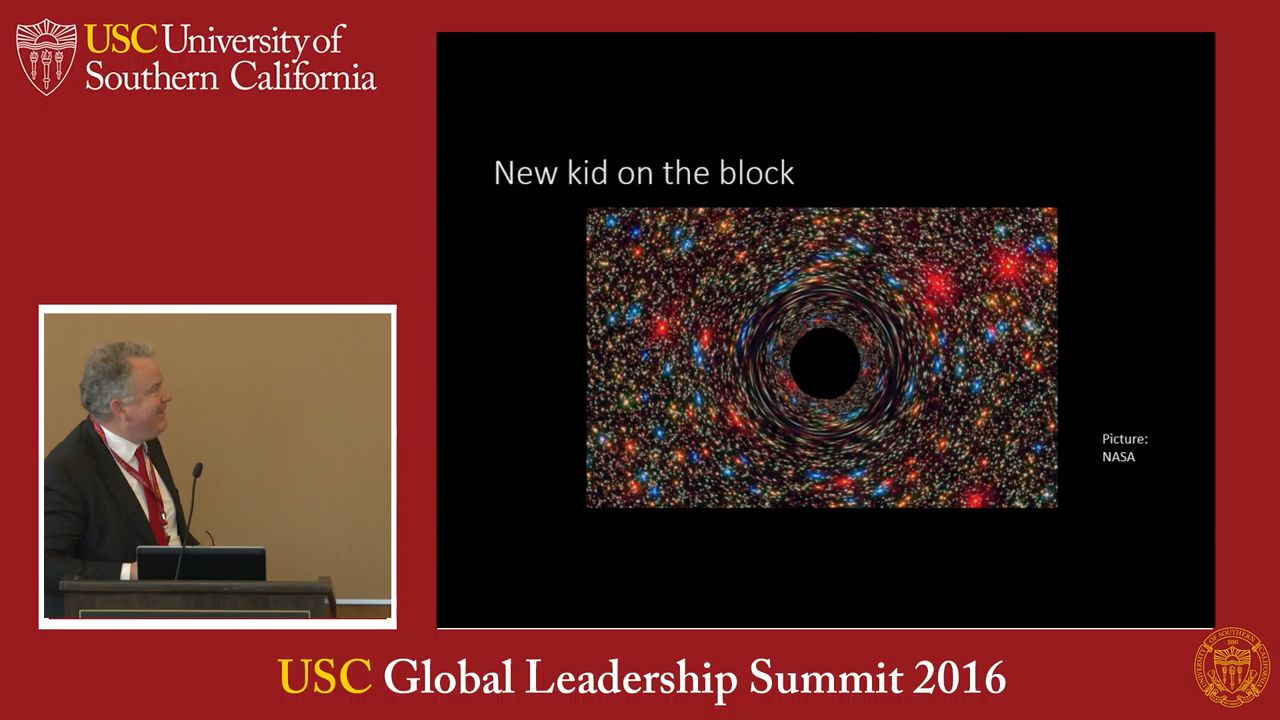 USC University of
Southern California
New kid on the block
Picture:
NASA
USC Global Leadership Summit 2016